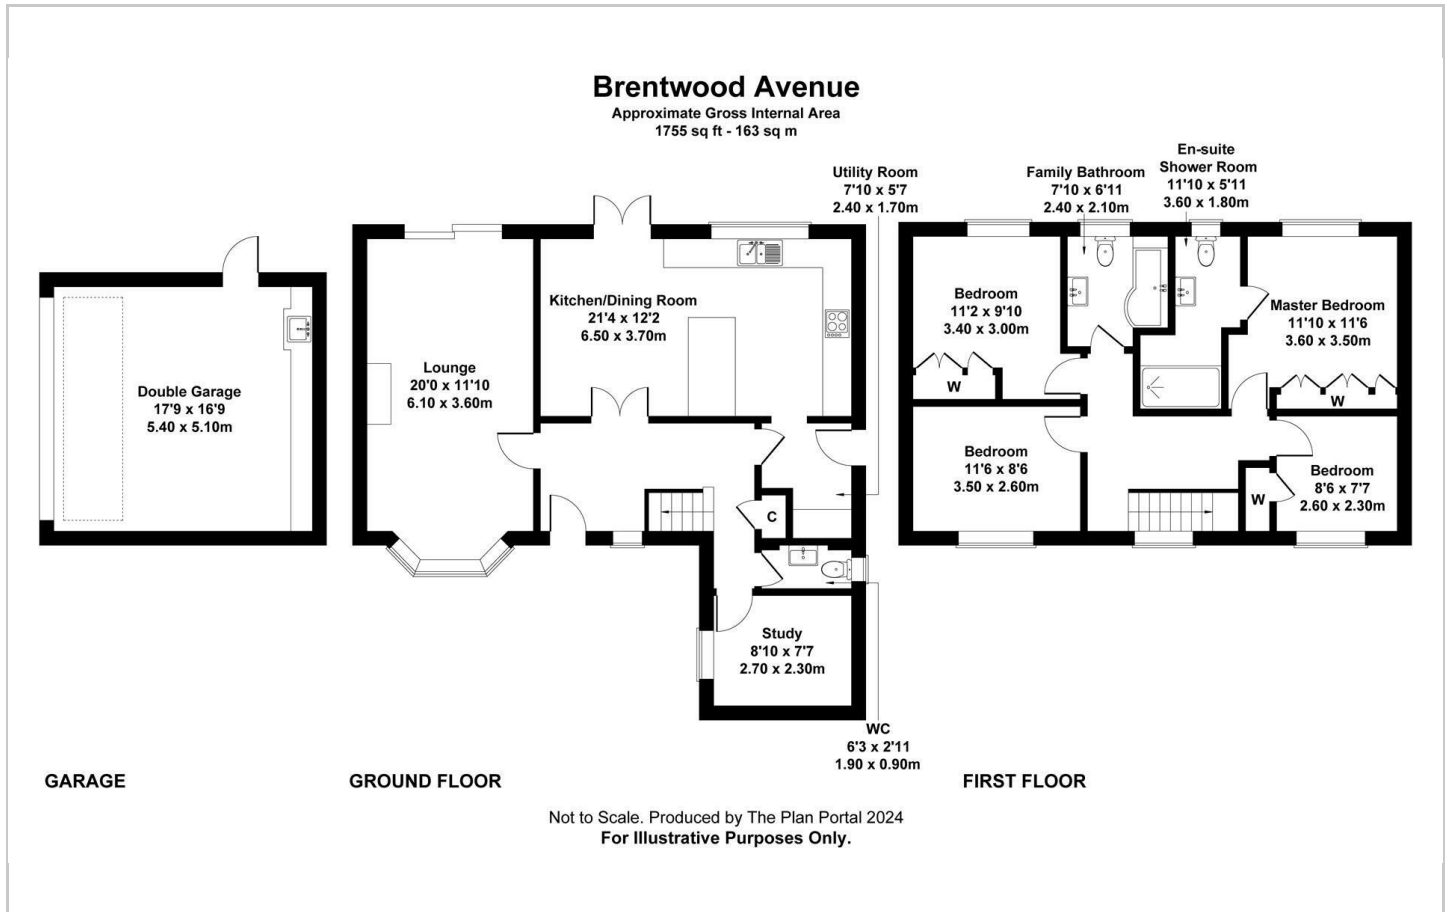 Brentwood Avenue
Approximate Gross Internal Area
1755 sq ft - 163 sq m
Utility Room
7'10 x 5'7
2.40 x 1.70m
Family Bathroom
7'10 x 6'11
2.40 x 2.10m
En-suite
Shower Room
11'10 x 5'11
3.60 x 1.80m
Double Garage
17'9 x 16'9
5.40 x 5.10m
Lounge
20'0 x 11'10
6.10 x 3.60m
Kitchen/Dining Room
21'4 x 12'2
6.50 x 3.70m
C
Study
8'10 x 7'7
2.70 x 2.30m
WC
6'3 x 2'11
1.90 x 0.90m
Bedroom
11'2 x 9'10
3.40 x 3.00m
W
Master Bedroom
11'10 x 11'6
3.60 x 3.50m
W
Bedroom
11'6 x 8'6
3.50 x 2.60m
W
Bedroom
8'6 x 7'7
2.60 x 2.30m
GARAGE
GROUND FLOOR
FIRST FLOOR
Not to Scale. Produced by The Plan Portal 2024
For Illustrative Purposes Only.